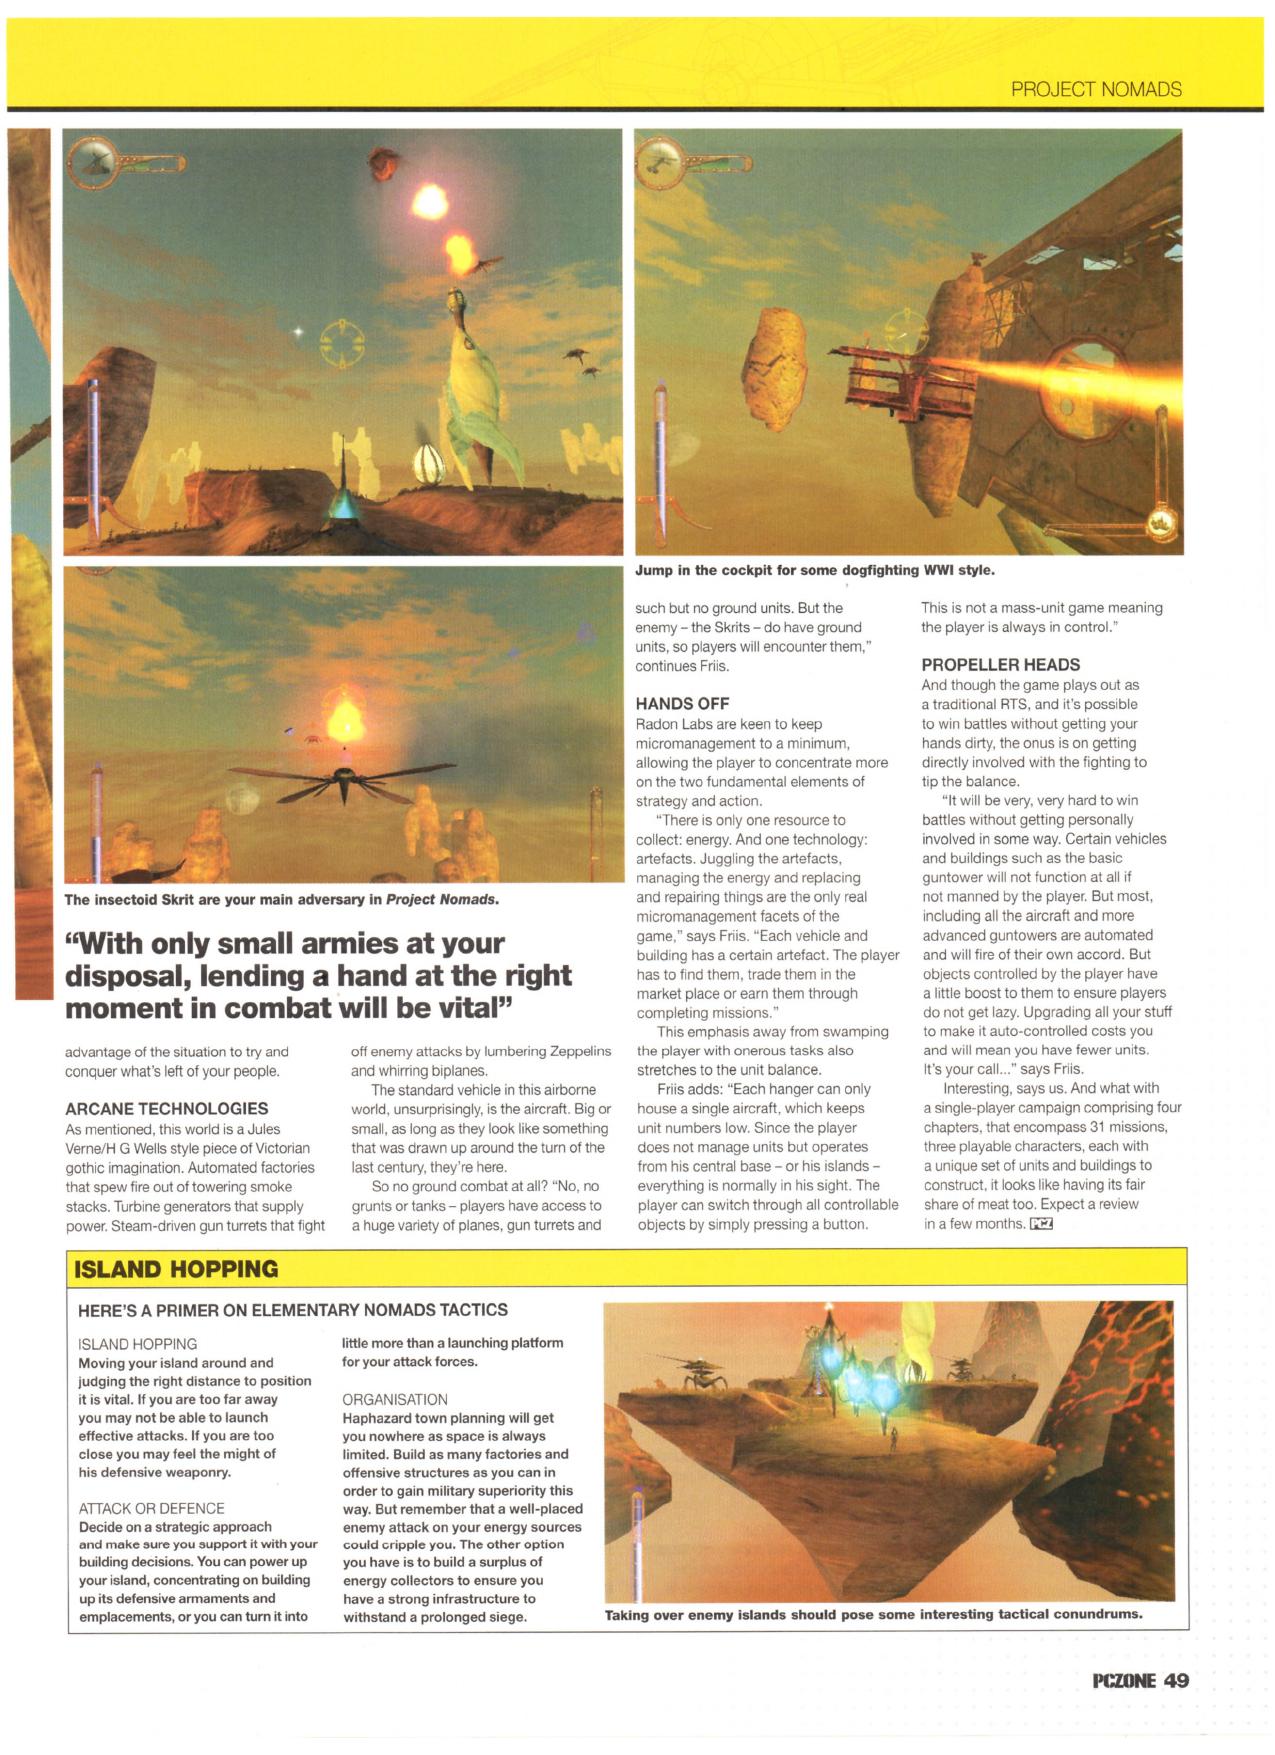 PROJECT NOMADS
Jump in the cockpit for some dogfighting WWI style.
The insectoid Skrit are your main adversary in Project Nomads.
“With only small armies at your
disposal, lending a hand at the right
moment in combat will be vital”
advantage of the situation to try and
conquer what's left of your people.
ARCANE TECHNOLOGIES
As mentioned, this world is a Jules
Verne/H G Wells style piece of Victorian
gothic imagination. Automated factories
that spew fire out of towering smoke
stacks. Turbine generators that supply
power. Steam-driven gun turrets that fight
off enemy attacks by lumbering Zeppelins
and whirring biplanes.
The standard vehicle in this airborne
world, unsurprisingly, is the aircraft. Big or
small, as long as they look like something
that was drawn up around the turn of the
last century, they're here.
So no ground combat at all? “No, no
grunts or tanks – players have access to
a huge variety of planes, gun turrets and
such but no ground units. But the
enemy – the Skrits – do have ground
units, so players will encounter them,”
continues Friis.
HANDS OFF
Radon Labs are keen to keep
micromanagement to a minimum,
allowing the player to concentrate more
on the two fundamental elements of
strategy and action.
“There is only one resource to
collect: energy. And one technology:
artefacts. Juggling the artefacts,
managing the energy and replacing
and repairing things are the only real
micromanagement facets of the
game,” says Friis. “Each vehicle and
building has a certain artefact. The player
has to find them, trade them in the
market place or earn them through
completing missions.”
This emphasis away from swamping
the player with onerous tasks also
stretches to the unit balance.
Friis adds: “Each hanger can only
house a single aircraft, which keeps
unit numbers low. Since the player
does not manage units but operates
from his central base – or his islands –
everything is normally in his sight. The
player can switch through all controllable
objects by simply pressing a button.
This is not a mass-unit game meaning
the player is always in control.”
PROPELLER HEADS
And though the game plays out as
a traditional RTS, and it's possible
to win battles without getting your
hands dirty, the onus is on getting
directly involved with the fighting to
tip the balance.
“It will be very, very hard to win
battles without getting personally
involved in some way. Certain vehicles
and buildings such as the basic
guntower will not function at all if
not manned by the player. But most,
including all the aircraft and more
advanced guntowers are automated
and will fire of their own accord. But
objects controlled by the player have
a little boost to them to ensure players
do not get lazy. Upgrading all your stuff
to make it auto-controlled costs you
and will mean you have fewer units.
It's your call...” says Friis.
Interesting, says us. And what with
a single-player campaign comprising four
chapters, that encompass 31 missions,
three playable characters, each with
a unique set of units and buildings to
construct, it looks like having its fair
share of meat too. Expect a review
in a few months. PCZ
ISLAND HOPPING
HERE'S A PRIMER ON ELEMENTARY NOMADS TACTICS
ISLAND HOPPING
Moving your island around and
judging the right distance to position
it is vital. If you are too far away
you may not be able to launch
effective attacks. If you are too
close you may feel the might of
his defensive weaponry.
ATTACK OR DEFENCE
Decide on a strategic approach
and make sure you support it with your
building decisions. You can power up
your island, concentrating on building
up its defensive armaments and
emplacements, or you can turn it into
little more than a launching platform
for your attack forces.
ORGANISATION
Haphazard town planning will get
you nowhere as space is always
limited. Build as many factories and
offensive structures as you can in
order to gain military superiority this
way. But remember that a well-placed
enemy attack on your energy sources
could cripple you. The other option
you have is to build a surplus of
energy collectors to ensure you
have a strong infrastructure to
withstand a prolonged siege.
Taking over enemy islands should pose some interesting tactical conundrums.
PCZONE 49